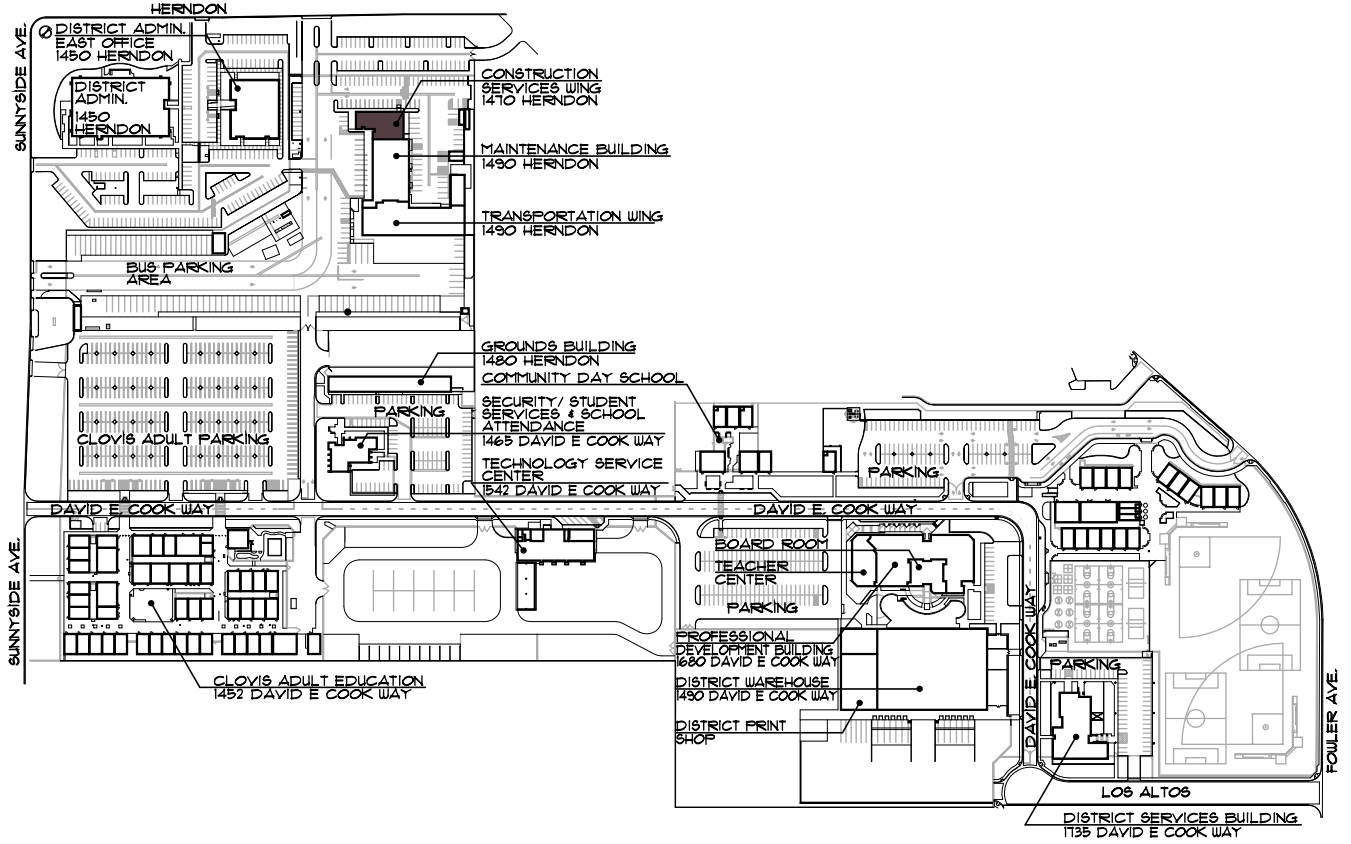 HERNDON
SUNNYSIDE AVE.
DISTRICT ADMIN.
EAST OFFICE
1450 HERNDON
DISTRICT
ADMIN.
1450
HERNDON
CONSTRUCTION
SERVICES WING
1470 HERNDON
MAINTENANCE BUILDING
1490 HERNDON
TRANSPORTATION WING
1490 HERNDON
BUS PARKING
AREA
GROUNDS BUILDING
1480 HERNDON
COMMUNITY DAY SCHOOL
SECURITY/ STUDENT
SERVICES & SCHOOL
ATTENDANCE
1465 DAVID E COOK WAY
PARKING
CLOVIS ADULT PARKING
TECHNOLOGY SERVICE
CENTER
1542 DAVID E COOK WAY
PARKING
DAVID E. COOK WAY
DAVID E. COOK WAY
SUNNYSIDE AVE.
BOARD ROOM
TEACHER
CENTER
PARKING
PROFESSIONAL
DEVELOPMENT BUILDING
1680 DAVID E COOK WAY
DISTRICT WAREHOUSE
1490 DAVID E COOK WAY
DISTRICT PRINT
SHOP
DAVID E. COOK WAY
PARKING
CLOVIS ADULT EDUCATION
1452 DAVID E COOK WAY
FOWLER AVE.
LOS ALTOS
DISTRICT SERVICES BUILDING
1735 DAVID E COOK WAY